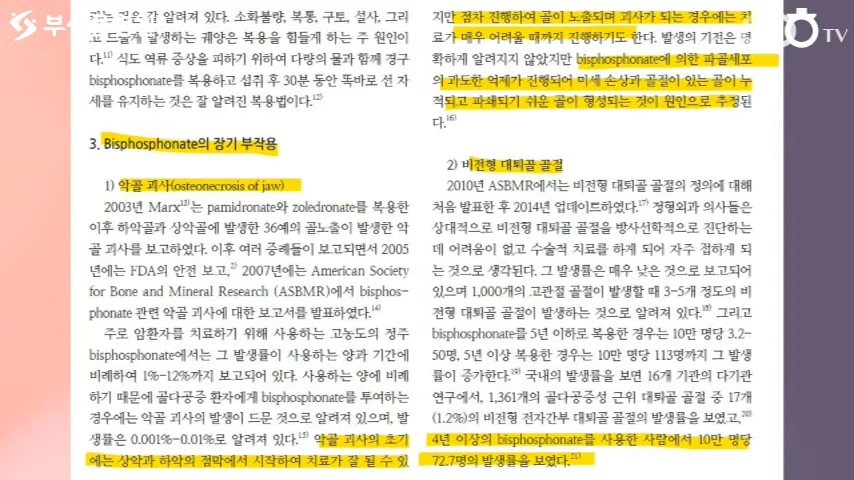 부산
TV
있는 것은 잘 알려져 있다. 소화불량, 복통, 구토, 설사, 그리
고 드물게 발생하는 궤양은 복용을 힘들게 하는 주 원인이
다.11) 식도 역류 증상을 피하기 위하여 다량의 물과 함께 경구
bisphosphonate를 복용하고 섭취 후 30분 동안 똑바로 선 자
세를 유지하는 것은 잘 알려진 복용법이다.12)
3. Bisphosphonate의 장기 부작용
1) 악골 괴사(osteonecrosis of jaw)
2003년 Marx13)는 pamidronate와 zoledronate를 복용한
이후 하악골과 상악골에 발생한 36예의 골노출이 발생한 악
골 괴사를 보고하였다. 이후 여러 증례들이 보고되면서 2005
년에는 FDA의 안전 보고,2) 2007년에는 American Society
for Bone and Mineral Research (ASBMR)에서 bisphos-
phonate 관련 악골 괴사에 대한 보고서를 발표하였다.14)
주로 암환자를 치료하기 위해 사용하는 고농도의 정주
bisphosphonate에서는 그 발생률이 사용하는 양과 기간에
비례하여 1%-12%까지 보고되어 있다. 사용하는 양에 비례
하기 때문에 골다공증 환자에게 bisphosphonate를 투여하는
경우에는 악골 괴사의 발생이 드문 것으로 알려져 있으며, 발
생률은 0.001%-0.01%로 알려져 있다.15) 악골 괴사의 초기
에는 상악과 하악의 점막에서 시작하여 치료가 잘 될 수 있
지만 점차 진행하여 골이 노출되며 괴사가 되는 경우에는 치
료가 매우 어려울 때까지 진행하기도 한다. 발생의 기전은 명
확하게 알려지지 않았지만 bisphosphonate에 의한 파골세포
의 과도한 억제가 진행되어 미세 손상과 골절이 있는 골이 누
적되고 파쇄되기 쉬운 골이 형성되는 것이 원인으로 추정된
다.16)
2) 비전형 대퇴골 골절
2010년 ASBMR에서는 비전형 대퇴골 골절의 정의에 대해
처음 발표한 후 2014년 업데이트하였다.17) 정형외과 의사들은
상대적으로 비전형 대퇴골 골절을 방사선학적으로 진단하는
데 어려움이 없고 수술적 치료를 하게 되어 자주 접하게 되
는 것으로 생각된다. 그 발생률은 매우 낮은 것으로 보고되어
있으며 1,000개의 고관절 골절이 발생할 때 3-5개 정도의 비
전형 대퇴골 골절이 발생하는 것으로 알려져 있다.18) 그리고
bisphosphonate를 5년 이하로 복용한 경우는 10만 명당 3.2-
50명, 5년 이상 복용한 경우는 10만 명당 113명까지 그 발생
률이 증가한다.19) 국내의 발생률을 보면 16개 기관의 다기관
연구에서, 1,361개의 골다공증성 근위 대퇴골 골절 중 17개
(1.2%)의 비전형 전자간부 대퇴골 골절의 발생률을 보였고,20)
4년 이상의 bisphosphonate를 사용한 사람에서 10만 명당
72.7명의 발생률을 보였다.21)